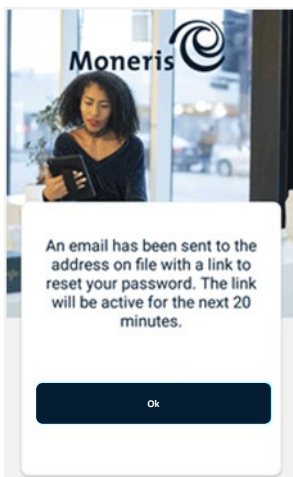 Moneris
An email has been sent to the
address on file with a link to
reset your password. The link
will be active for the next 20
minutes.
Ok